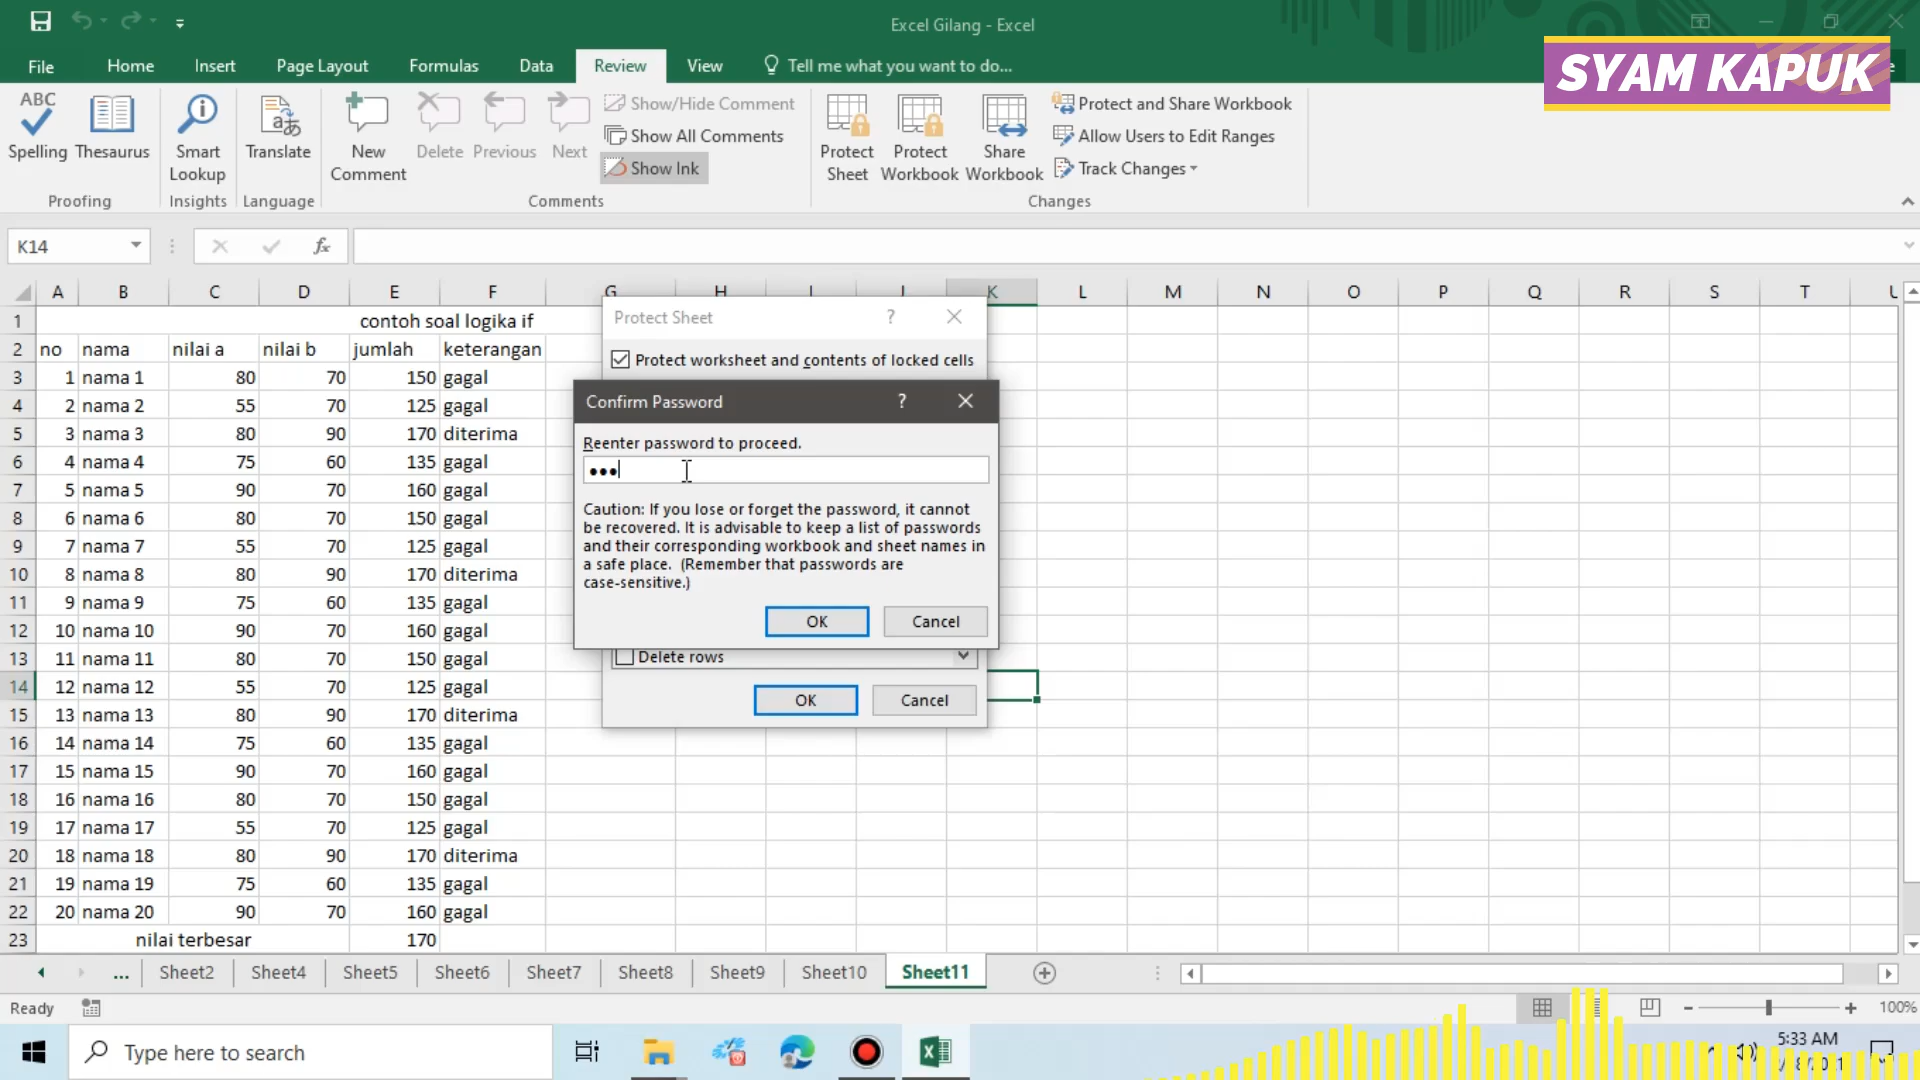 Excel Gilang - Excel
SYAM KAPUK
File Home Insert Page Layout Formulas Data Review View Tell me what you want to do...
ABC
Spelling Thesaurus Smart Lookup Translate New Comment Delete Previous Next
Show/Hide Comment
Show All Comments
Show Ink
Protect Sheet Protect Workbook Share Workbook
Protect and Share Workbook
Allow Users to Edit Ranges
Track Changes
Proofing Insights Language Comments Changes
K14 fx
A B C D E F G H I J K L M N O P Q R S T U
1 contoh soal logika if
2 no nama nilai a nilai b jumlah keterangan
3 1 nama 1 80 70 150 gagal
4 2 nama 2 55 70 125 gagal
5 3 nama 3 80 90 170 diterima
6 4 nama 4 75 60 135 gagal
7 5 nama 5 90 70 160 gagal
8 6 nama 6 80 70 150 gagal
9 7 nama 7 55 70 125 gagal
10 8 nama 8 80 90 170 diterima
11 9 nama 9 75 60 135 gagal
12 10 nama 10 90 70 160 gagal
13 11 nama 11 80 70 150 gagal
14 12 nama 12 55 70 125 gagal
15 13 nama 13 80 90 170 diterima
16 14 nama 14 75 60 135 gagal
17 15 nama 15 90 70 160 gagal
18 16 nama 16 80 70 150 gagal
19 17 nama 17 55 70 125 gagal
20 18 nama 18 80 90 170 diterima
21 19 nama 19 75 60 135 gagal
22 20 nama 20 90 70 160 gagal
23 nilai terbesar 170
Protect Sheet ?
Protect worksheet and contents of locked cells
Confirm Password ?
Reenter password to proceed.
•••
Caution: If you lose or forget the password, it cannot
be recovered. It is advisable to keep a list of passwords
and their corresponding workbook and sheet names in
a safe place. (Remember that passwords are
case-sensitive.)
OK Cancel
Delete rows
OK Cancel
... Sheet2 Sheet4 Sheet5 Sheet6 Sheet7 Sheet8 Sheet9 Sheet10 Sheet11
Ready 100%
Type here to search
5:33 AM